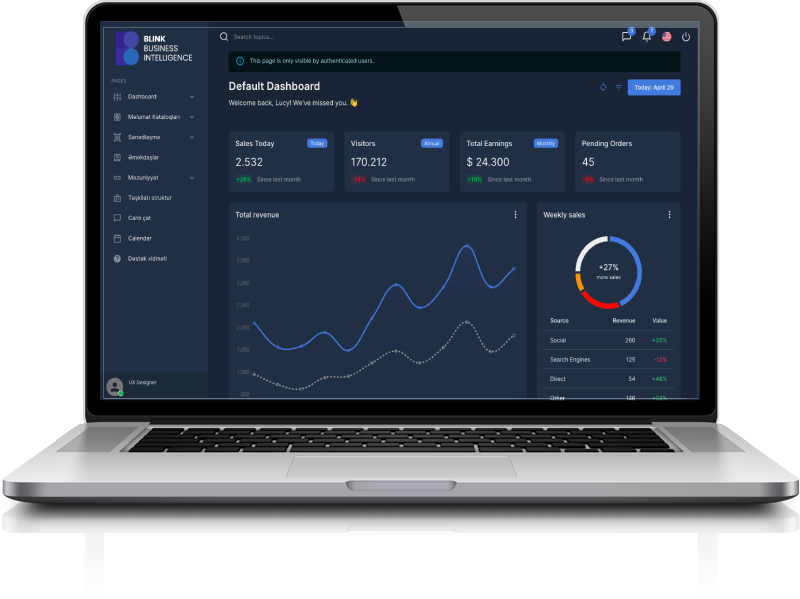 BLINK
BUSINESS
INTELLIGENCE
PAGES
Dashboard
Məlumat Kataloqları
Sənədləşmə
Əməkdaşlar
Məzuniyyət
Təşkilati struktur
Canlı çat
Calendar
Dəstək xidməti
UX Designer
Search topics...
This page is only visible by authenticated users.
Default Dashboard
Welcome back, Lucy! We've missed you. 👋
Today: April 29
Sales Today
Today
2.532
+26%
Since last month
Visitors
Annual
170.212
-14%
Since last month
Total Earnings
Monthly
$ 24.300
+18%
Since last month
Pending Orders
45
-9%
Since last month
Total revenue
4,000
3,500
3,000
2,500
2,000
1,500
1,000
500
Weekly sales
+27%
more sales
Source Revenue Value
Social 260 +35%
Search Engines 125 -12%
Direct 54 +46%
Other 146 +24%